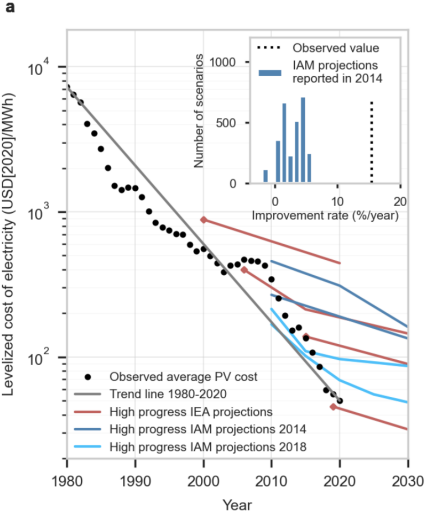 a
Levelized cost of electricity (USD[2020]/MWh)
10⁴
10³
10²
1980
1990
2000
2010
2020
2030
Year
Number of scenarios
1000
500
0
0
10
20
Improvement rate (%/year)
Observed value
IAM projections
reported in 2014
Observed average PV cost
Trend line 1980-2020
High progress IEA projections
High progress IAM projections 2014
High progress IAM projections 2018